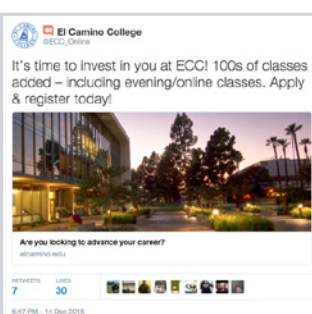 El Camino College
@ECC_Online
It's time to invest in you at ECC! 100s of classes
added – including evening/online classes. Apply
& register today!
Are you looking to advance your career?
elcamino.edu
RETWEETS LIKES
7 30
6:47 PM - 14 Dec 2016